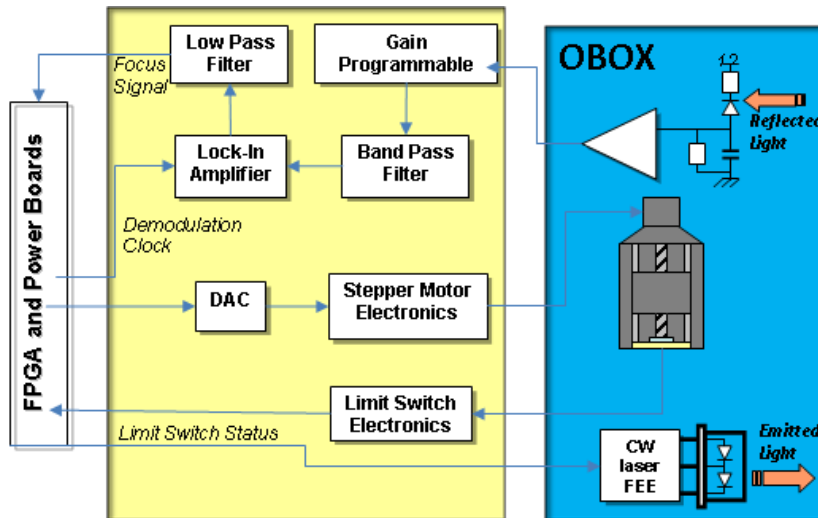 Low Pass
Filter
Gain
Programmable
OBOX
Focus
Signal
12
Reflected
Light
Lock-In
Amplifier
Band Pass
Filter
Demodulation
Clock
DAC
Stepper Motor
Electronics
FPGA and Power Boards
Limit Switch
Electronics
Limit Switch Status
CW
laser
FEE
Emitted
Light